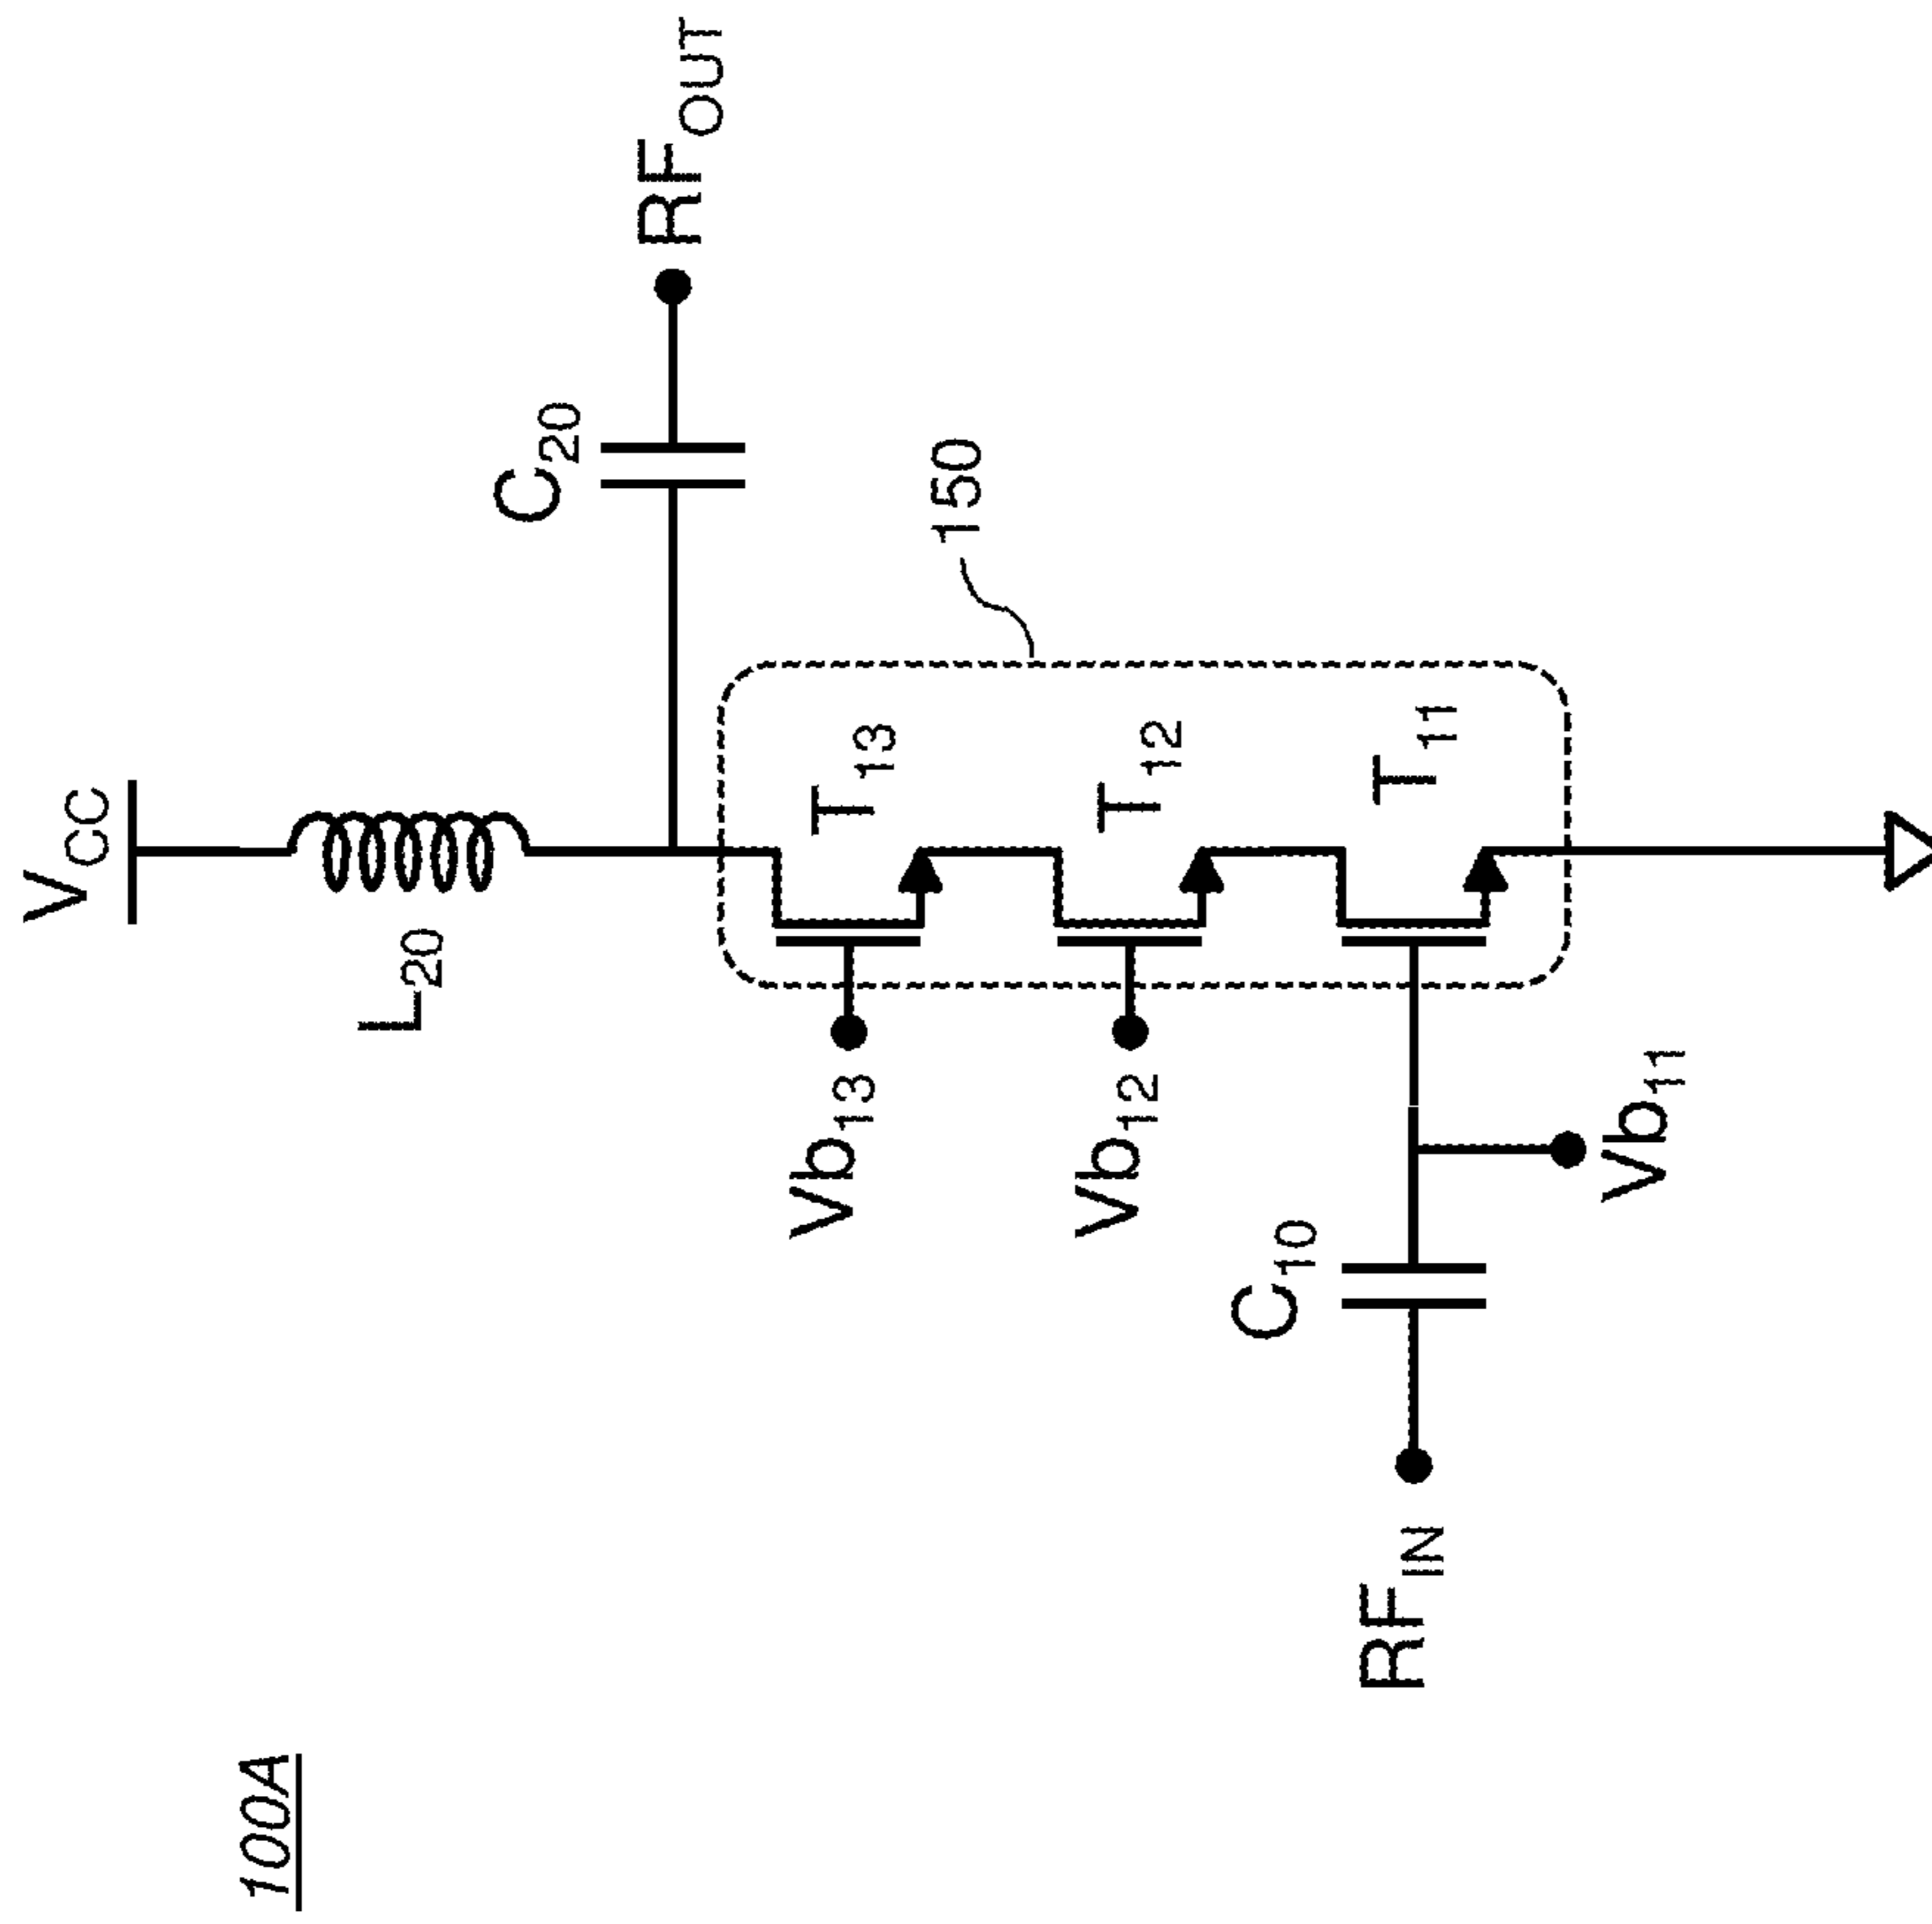 100A
V_CC
L_20
C_20
RF_OUT
150
T_13
Vb_13
T_12
Vb_12
T_11
C_10
Vb_11
RF_IN